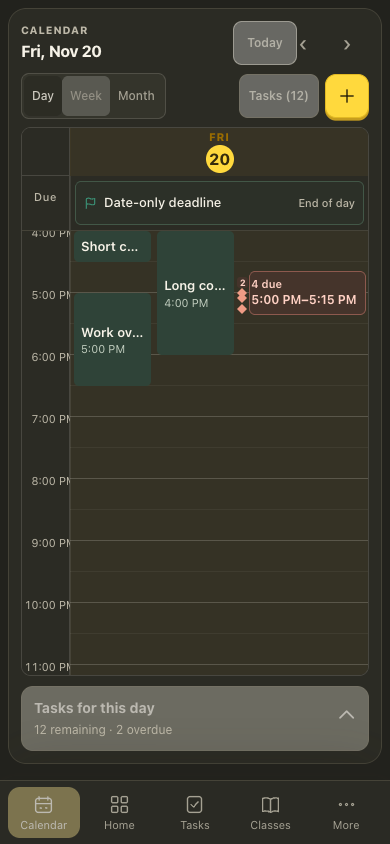 CALENDAR
Fri, Nov 20
Today
Day Week Month
Tasks (12)
FRI
20
Due
Date-only deadline
End of day
4:00 PM
Short c...
Long co...
4:00 PM
2
4 due
5:00 PM–5:15 PM
5:00 PM
Work ov...
5:00 PM
6:00 PM
7:00 PM
8:00 PM
9:00 PM
10:00 PM
11:00 PM
Tasks for this day
12 remaining · 2 overdue
Calendar Home Tasks Classes More